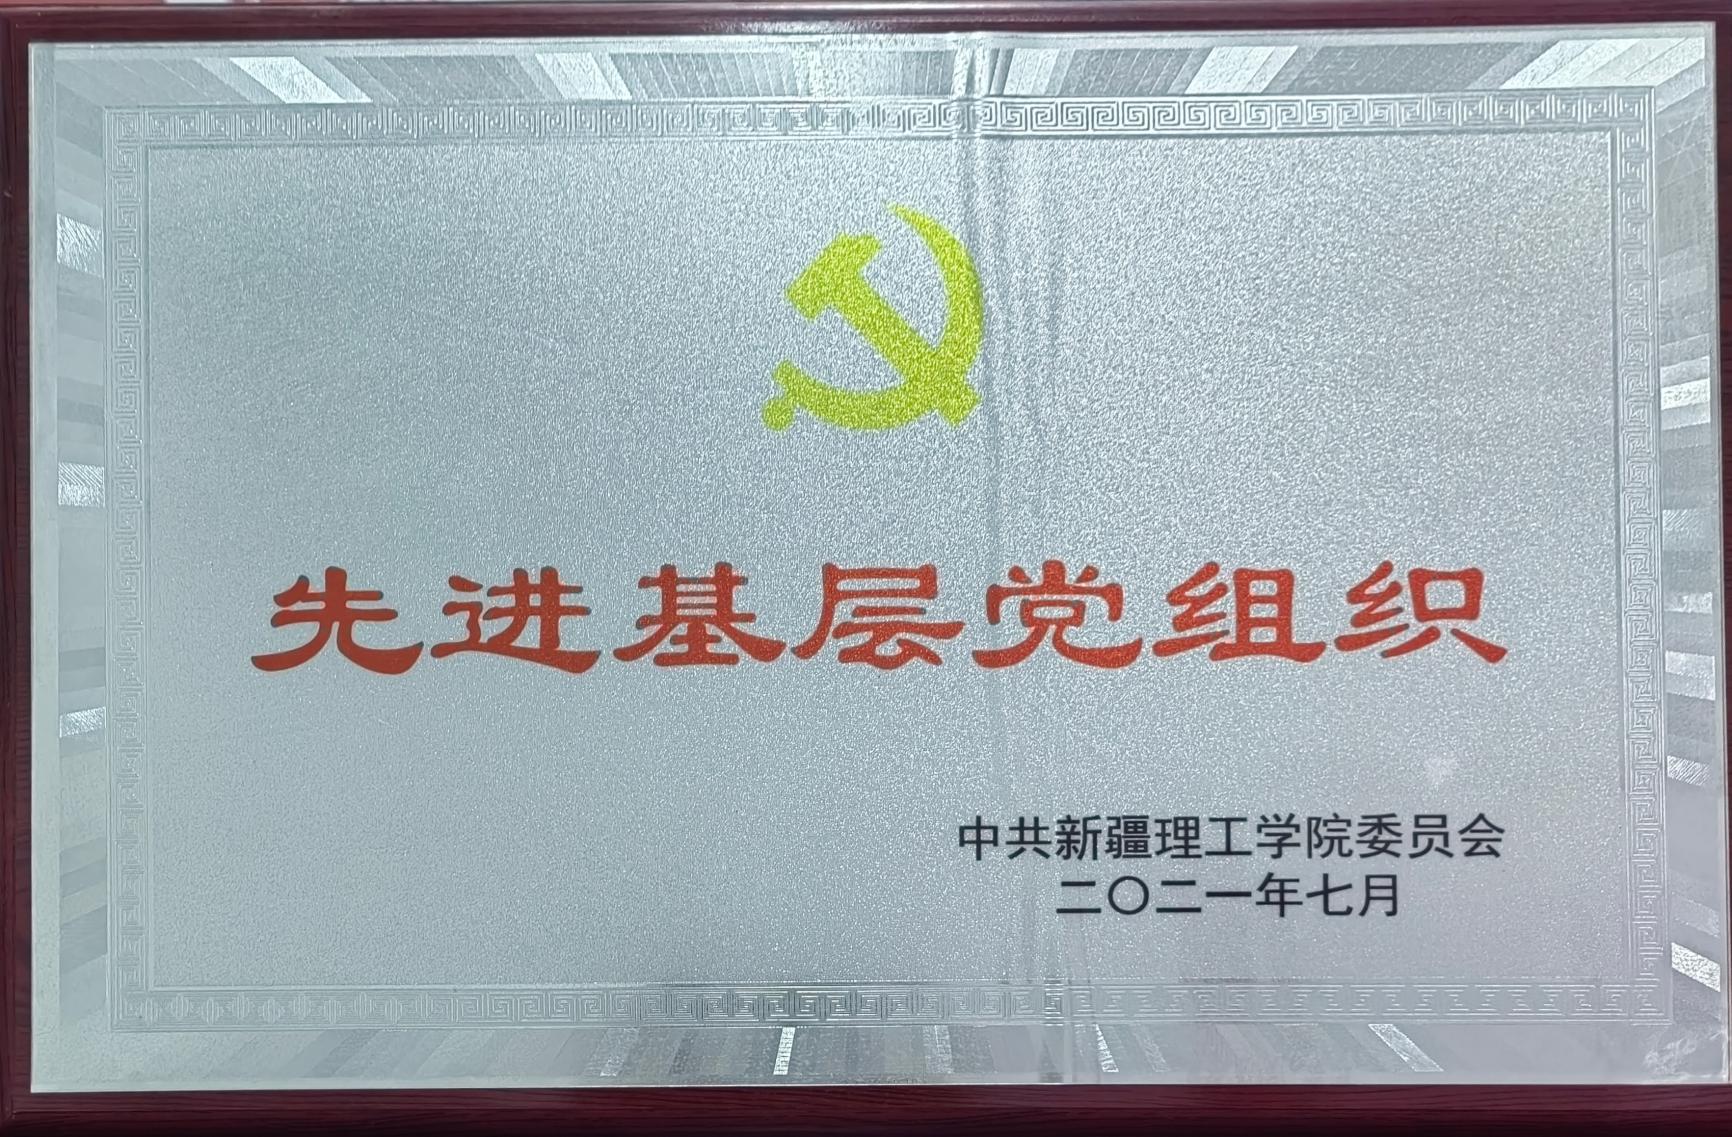 先进基层党组织
中共新疆理工学院委员会
二〇二一年七月